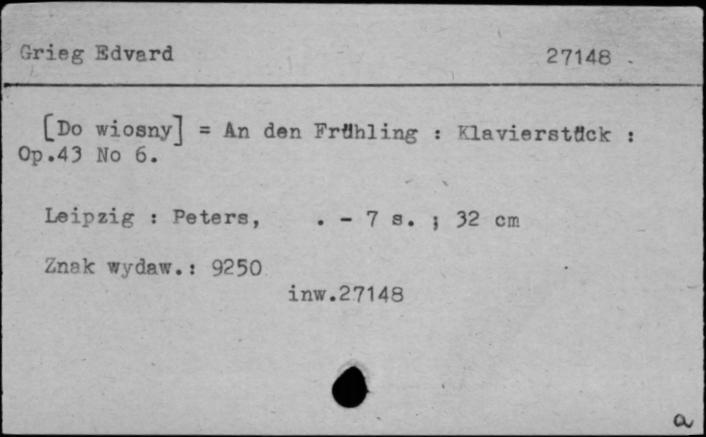 Grieg Edvard 27148
[Do wiosny] = An den Frühling : Klavierstück :
Op.43 No 6.
Leipzig : Peters, . - 7 s. ; 32 cm
Znak wydaw.: 9250
inw.27148
a